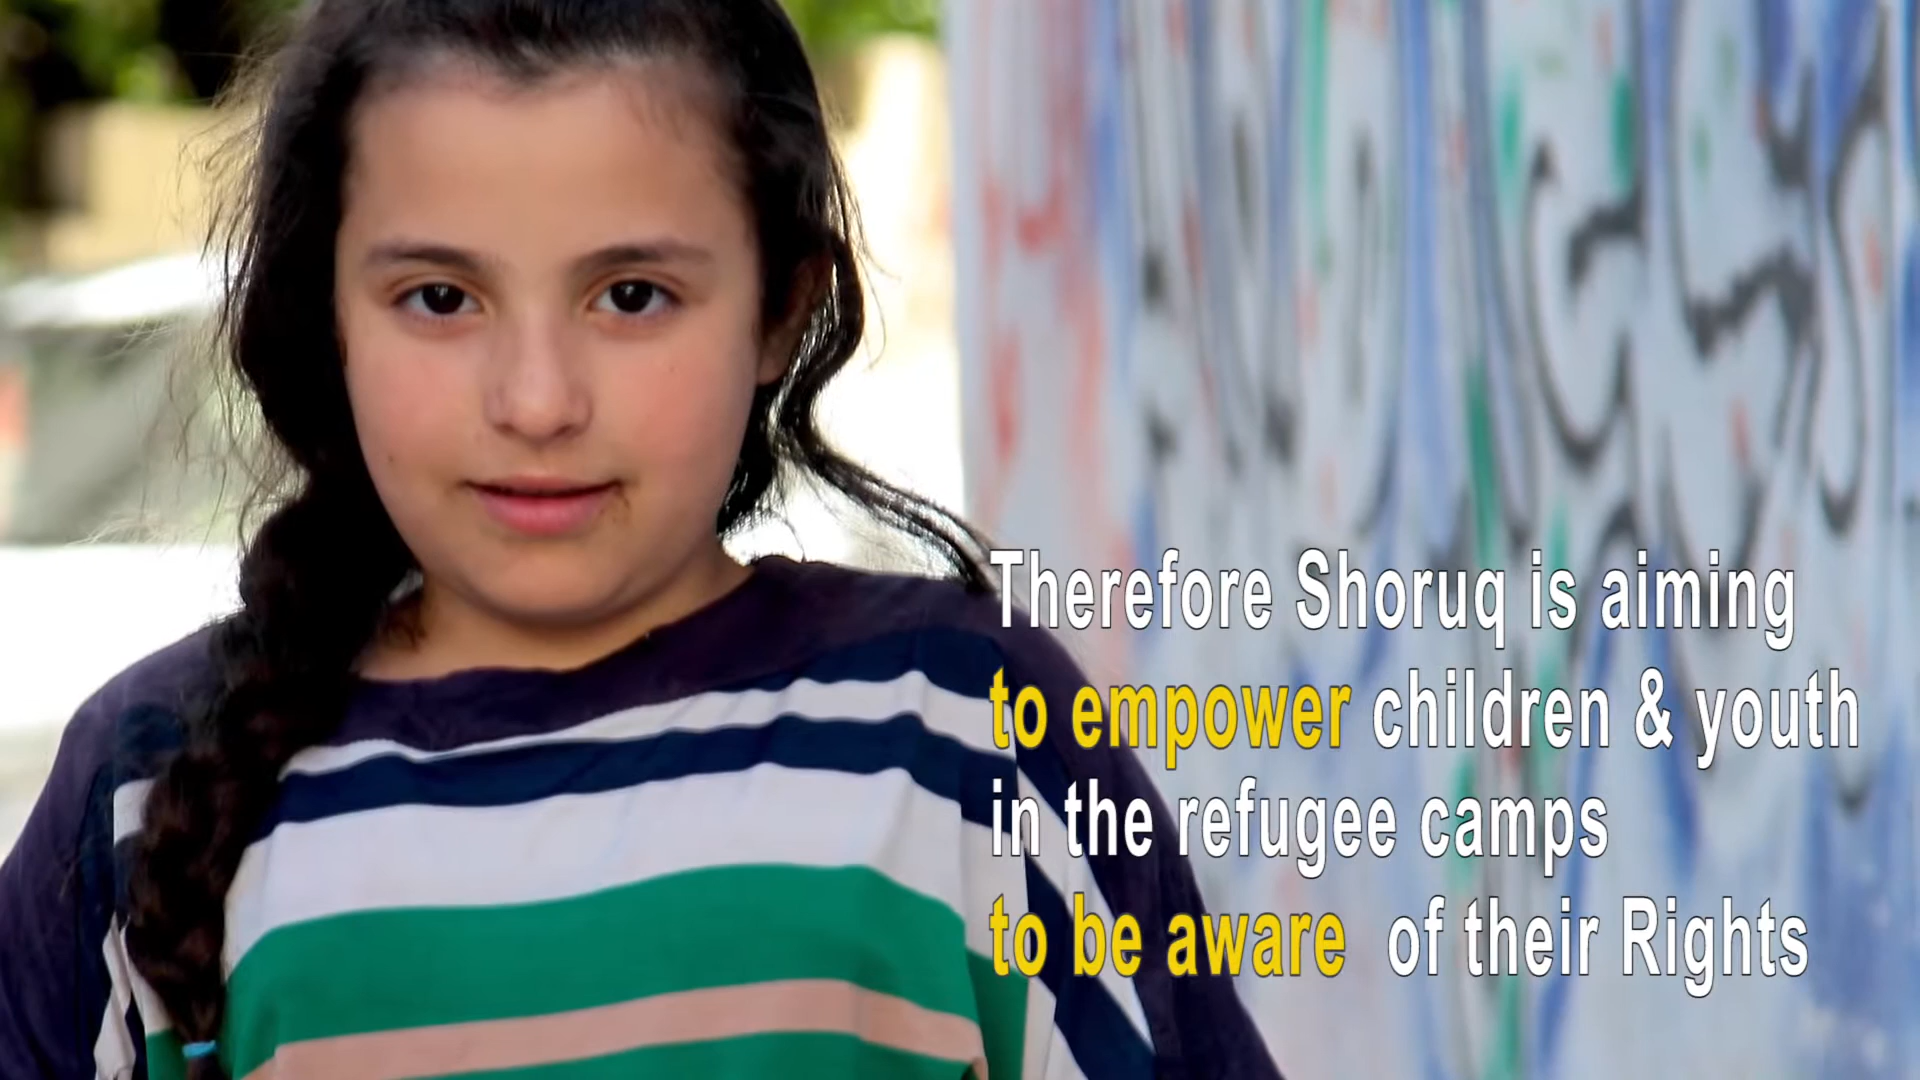 Therefore Shoruq is aiming
to empower children & youth
in the refugee camps
to be aware of their Rights